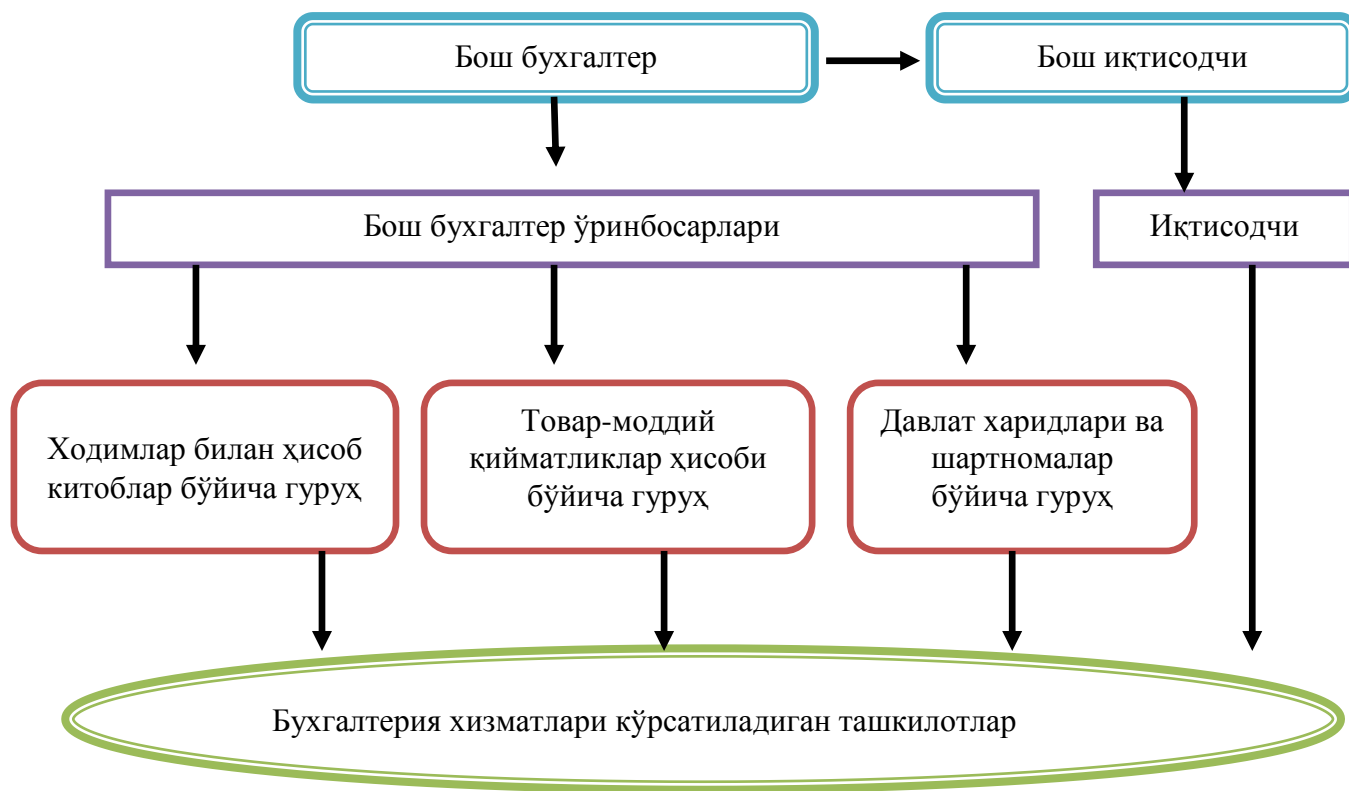 Бош бухгалтер
Бош иқтисодчи
Бош бухгалтер ўринбосарлари
Иқтисодчи
Ходимлар билан ҳисоб
китоблар бўйича гуруҳ
Товар-моддий
қийматликлар ҳисоби
бўйича гуруҳ
Давлат харидлари ва
шартномалар
бўйича гуруҳ
Бухгалтерия хизматлари кўрсатиладиган ташкилотлар